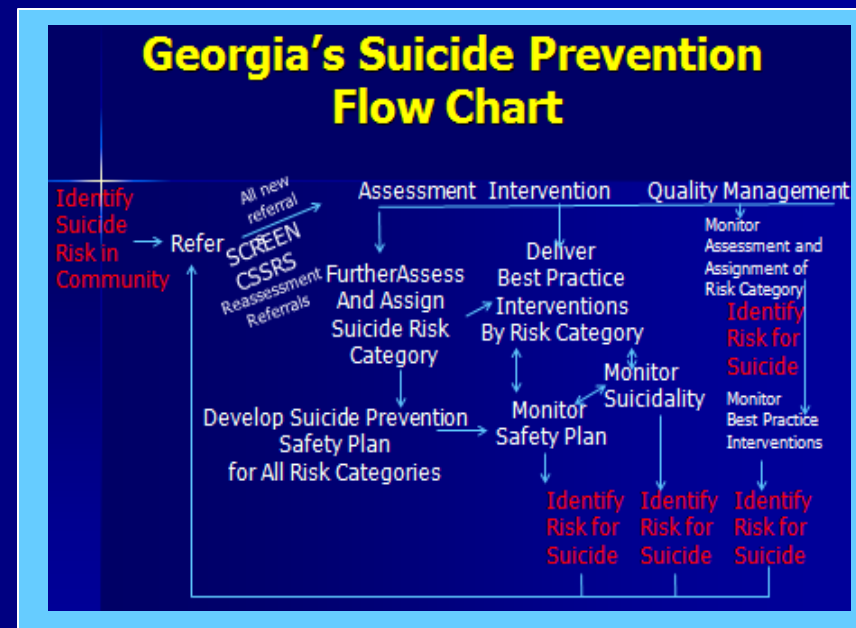 Georgia's Suicide Prevention
Flow Chart
Identify
Suicide
Risk in
Community
Refer
All new
referral
s
SCREEN
CSSRS
Reassessment
Referrals
Assessment
Intervention
Quality Management
FurtherAssess
And Assign
Suicide Risk
Category
Deliver
Best Practice
Interventions
By Risk Category
Monitor
Assessment and
Assignment of
Risk Category
Identify
Risk for
Suicide
Develop Suicide Prevention
Safety Plan
for All Risk Categories
Monitor
Safety Plan
Monitor
Suicidality
Monitor
Best Practice
Interventions
Identify
Risk for
Suicide
Identify
Risk for
Suicide
Identify
Risk for
Suicide